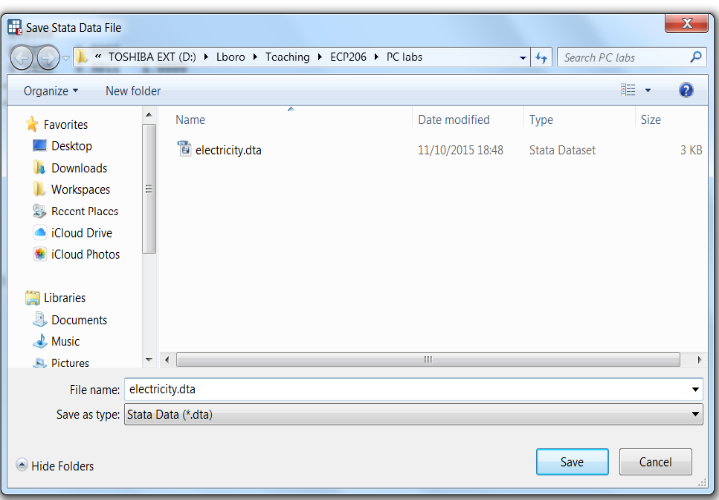 Save Stata Data File
« TOSHIBA EXT (D:) Lboro Teaching ECP206 PC labs
Search PC labs
Organize
New folder
Favorites
Desktop
Downloads
Workspaces
Recent Places
iCloud Drive
iCloud Photos
Libraries
Documents
Music
Pictures
Name Date modified Type Size
electricity.dta 11/10/2015 18:48 Stata Dataset 3 KB
File name: electricity.dta
Save as type: Stata Data (*.dta)
Hide Folders
Save
Cancel